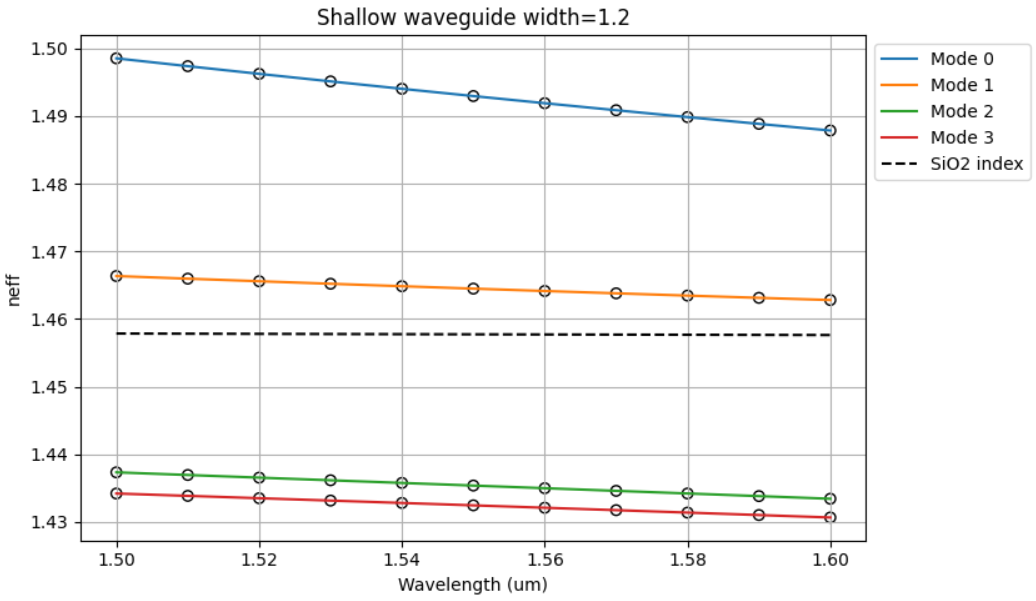 Shallow waveguide width=1.2
1.50
1.49
1.48
1.47
1.46
1.45
1.44
1.43
neff
1.50 1.52 1.54 1.56 1.58 1.60
Wavelength (um)
Mode 0
Mode 1
Mode 2
Mode 3
SiO2 index